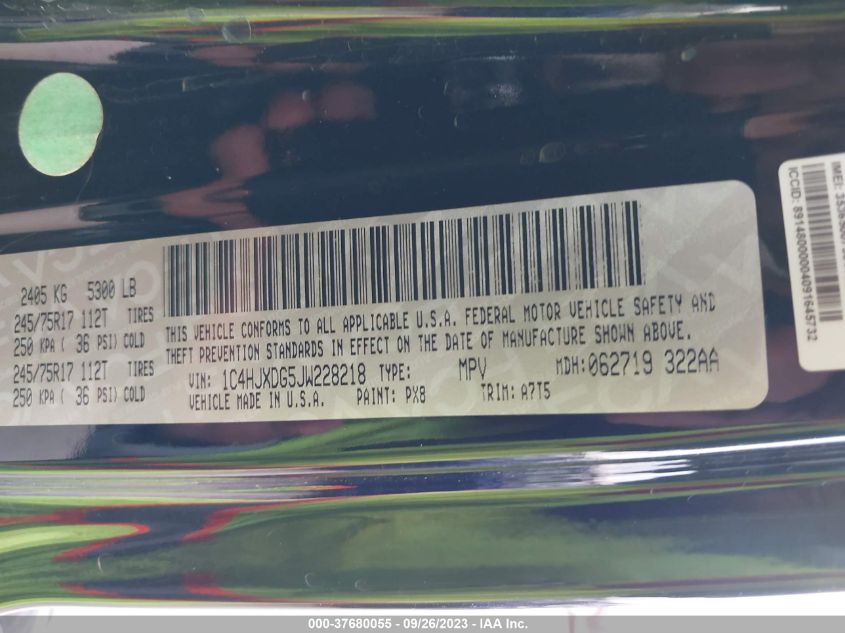 2405 KG 5300 LB
245/75R17 112T TIRES
250 KPA ( 36 PSI) COLD
245/75R17 112T TIRES
250 KPA ( 36 PSI) COLD
THIS VEHICLE CONFORMS TO ALL APPLICABLE U.S.A. FEDERAL MOTOR VEHICLE SAFETY AND
THEFT PREVENTION STANDARDS IN EFFECT ON THE DATE OF MANUFACTURE SHOWN ABOVE.
VIN: 1C4HJXDG5JW228218 TYPE: MPV MDH: 062719 322AA
VEHICLE MADE IN U.S.A. PAINT: PX8 TRIM: A7T5
IMEI:
ICCID: 89148000004091645732
000-37680055 - 09/26/2023 - IAA Inc.